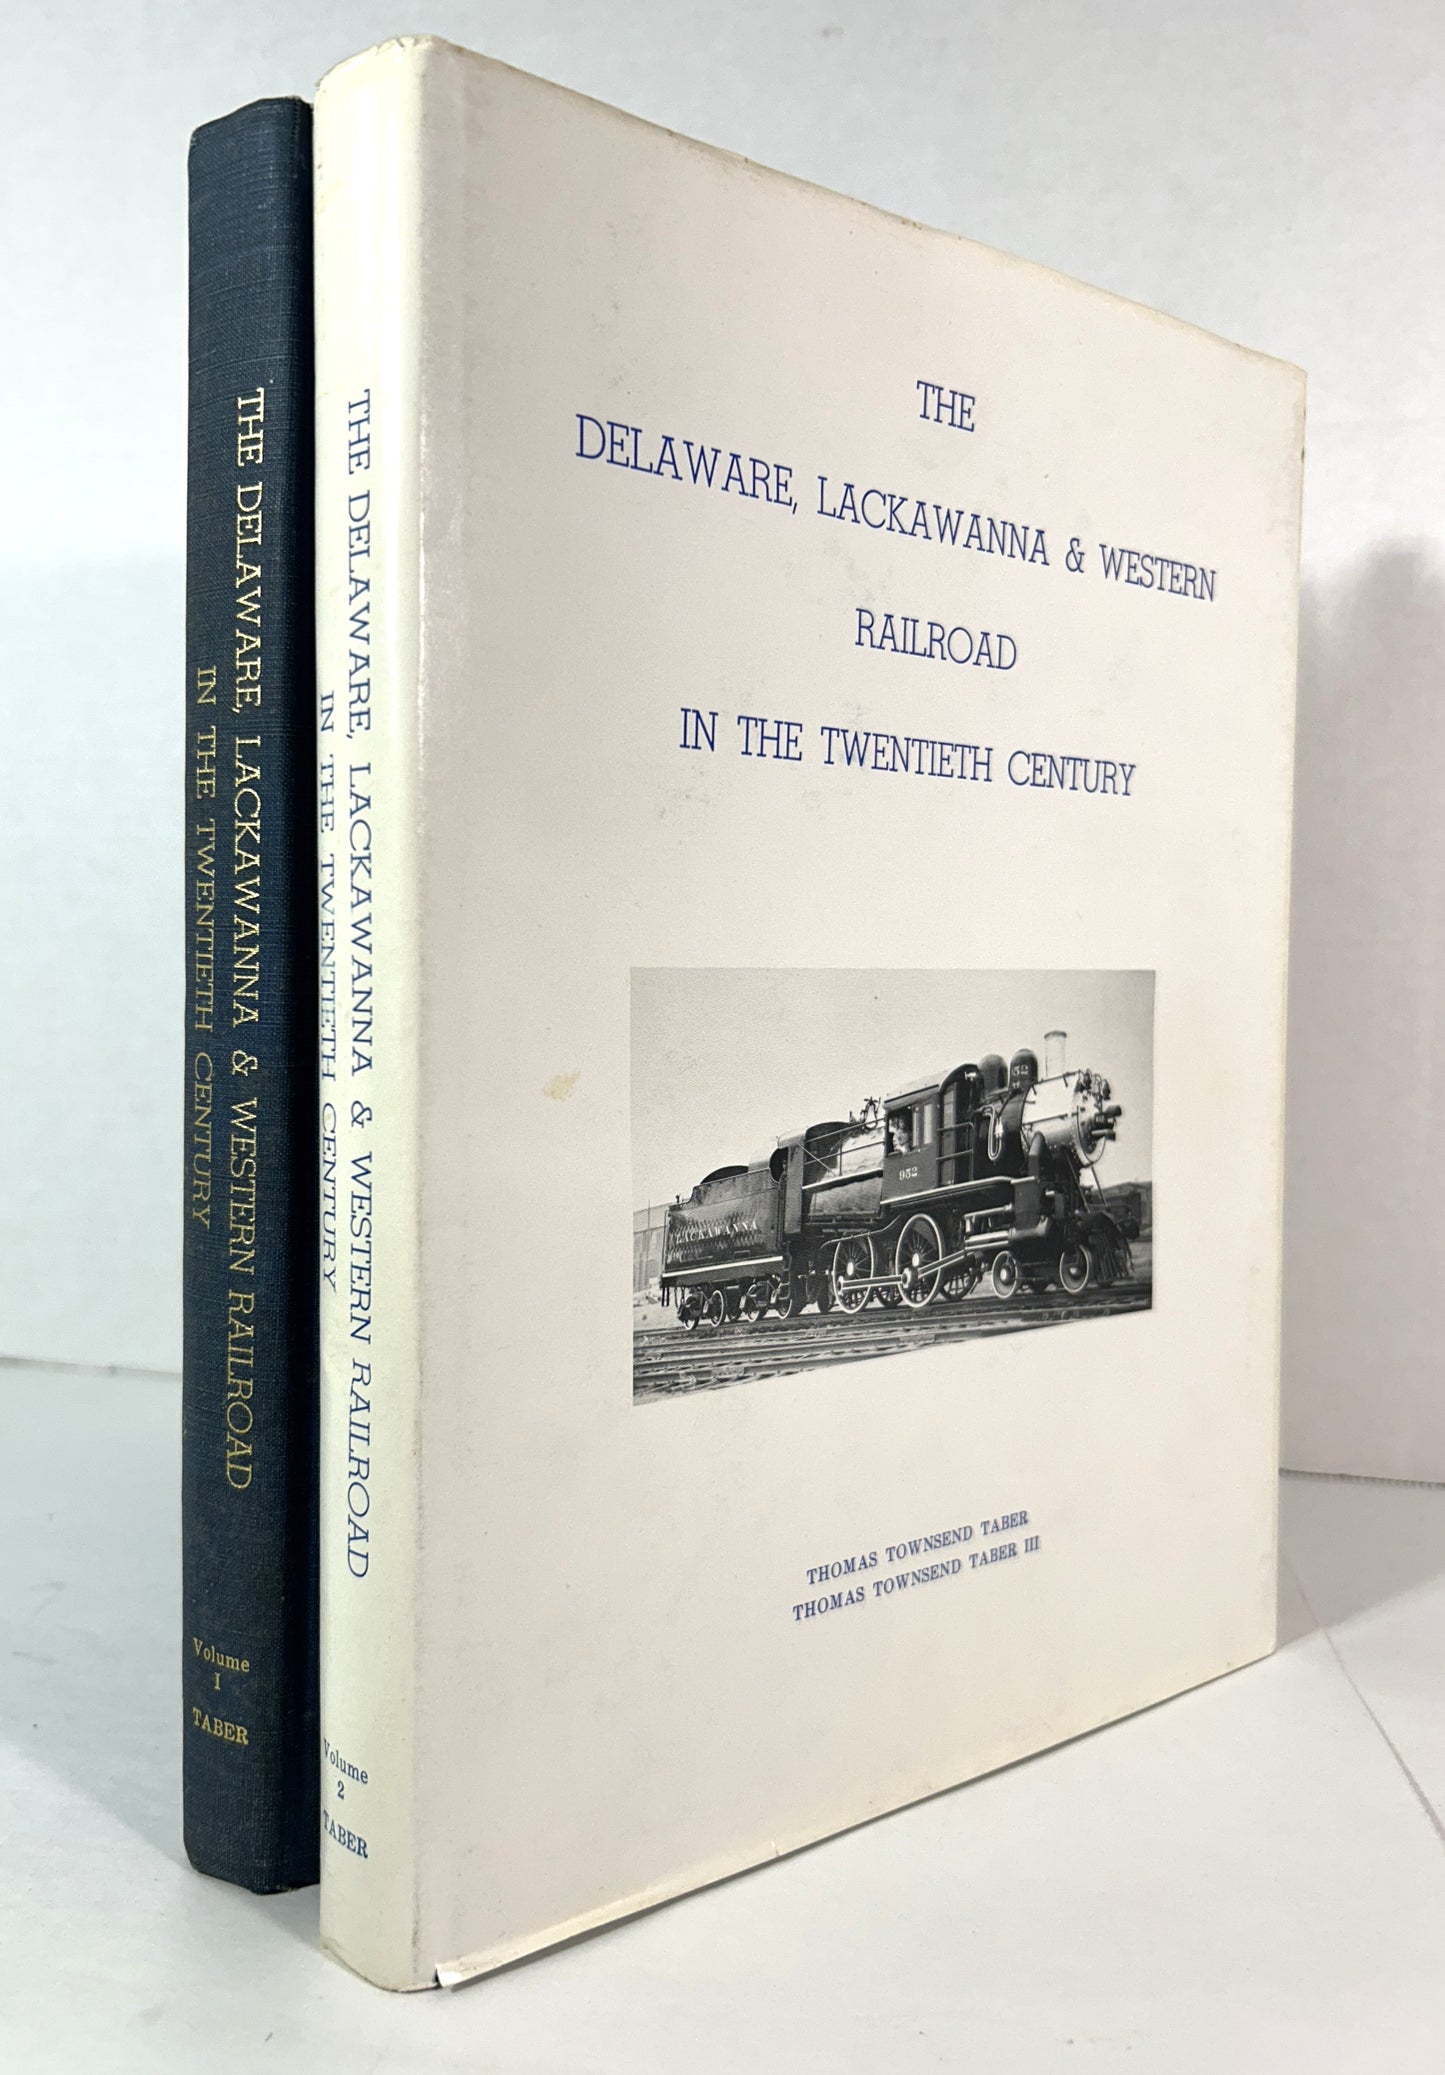 THE DELAWARE, LACKAWANNA & WESTERN RAILROAD
IN THE TWENTIETH CENTURY
Volume
I
TABER
THE DELAWARE, LACKAWANNA & WESTERN RAILROAD
IN THE TWENTIETH CENTURY
Volume
2
TABER
THE
DELAWARE, LACKAWANNA & WESTERN
RAILROAD
IN THE TWENTIETH CENTURY
952
952
LACKAWANNA
THOMAS TOWNSEND TABER
THOMAS TOWNSEND TABER III